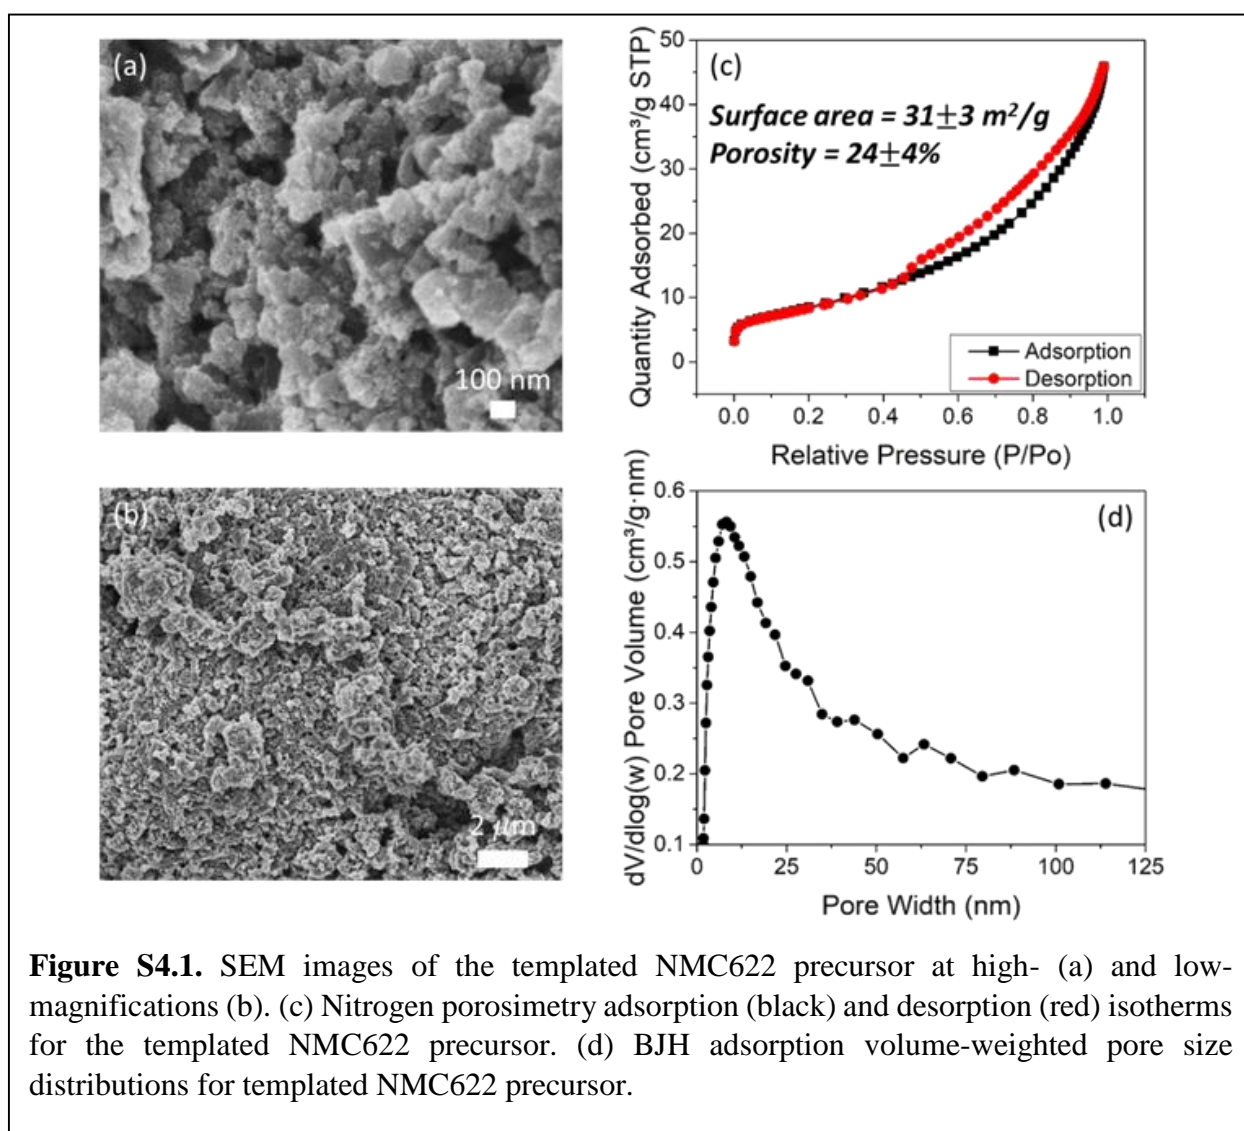 (a)
100 nm
(b)
2 μm
(c)
Surface area = 31±3 m²/g
Porosity = 24±4%
Quantity Adsorbed (cm³/g STP)
50
40
30
20
10
0
Adsorption
Desorption
0.0 0.2 0.4 0.6 0.8 1.0
Relative Pressure (P/Po)
(d)
dV/dlog(w) Pore Volume (cm³/g·nm)
0.6
0.5
0.4
0.3
0.2
0.1
0 25 50 75 100 125
Pore Width (nm)
Figure S4.1. SEM images of the templated NMC622 precursor at high- (a) and low-
magnifications (b). (c) Nitrogen porosimetry adsorption (black) and desorption (red) isotherms
for the templated NMC622 precursor. (d) BJH adsorption volume-weighted pore size
distributions for templated NMC622 precursor.